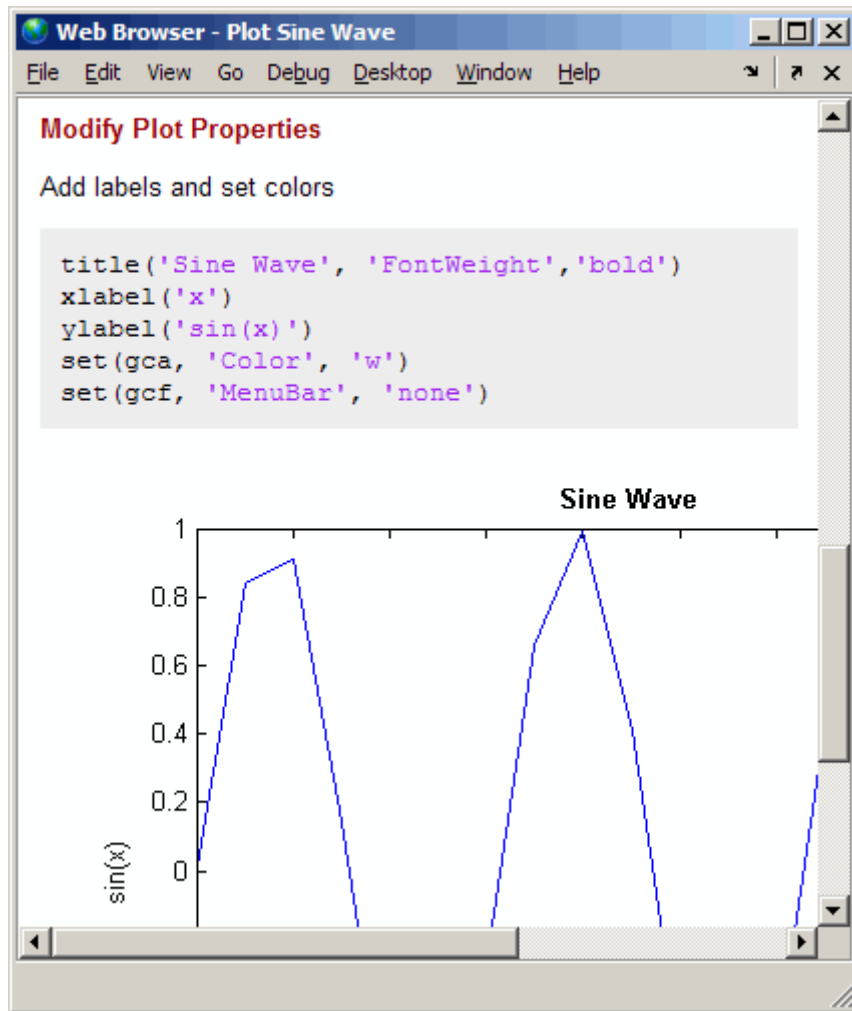 Web Browser - Plot Sine Wave
File Edit View Go Debug Desktop Window Help
Modify Plot Properties
Add labels and set colors
title('Sine Wave', 'FontWeight','bold')
xlabel('x')
ylabel('sin(x)')
set(gca, 'Color', 'w')
set(gcf, 'MenuBar', 'none')
Sine Wave
1
0.8
0.6
0.4
0.2
0
sin(x)